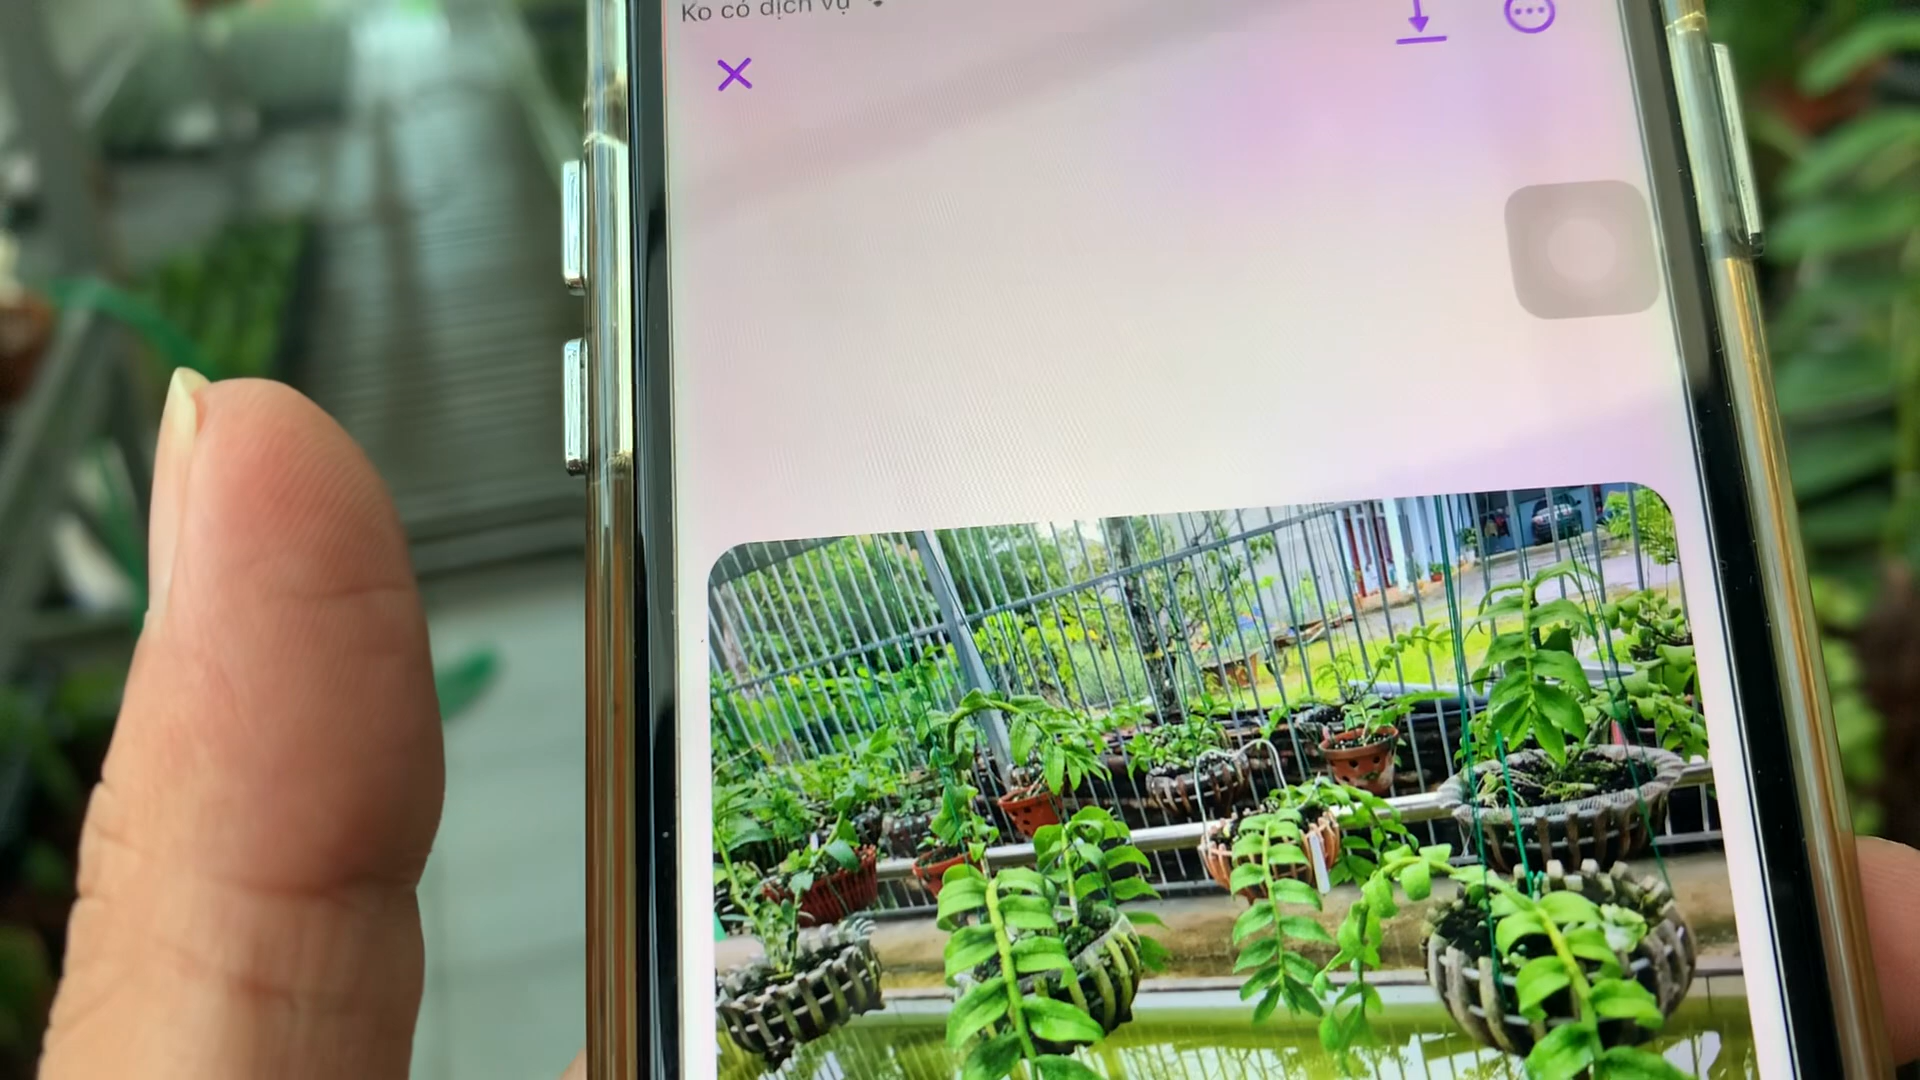 Ko có dịch vụ